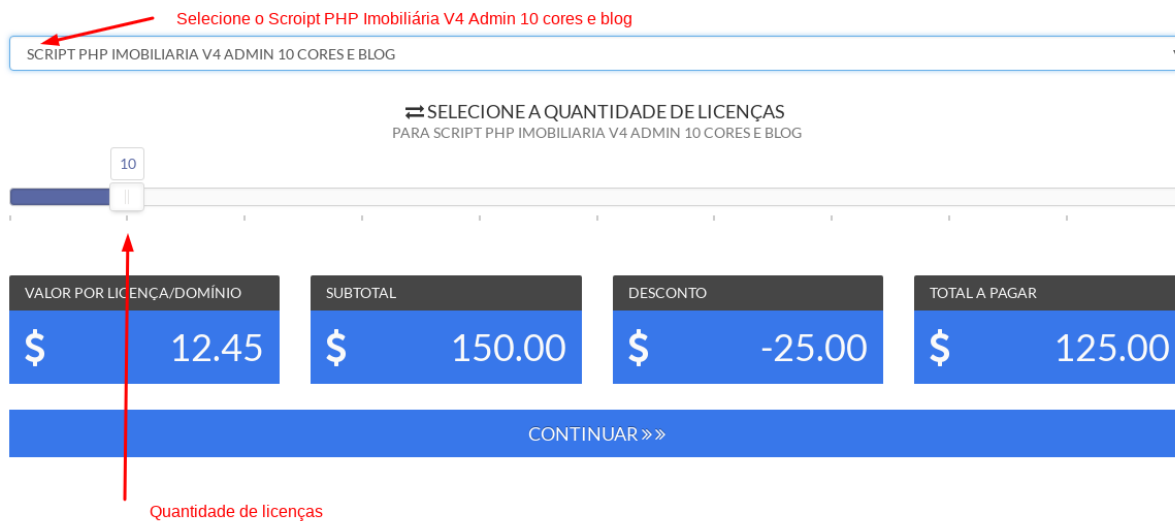 Selecione o Scroipt PHP Imobiliária V4 Admin 10 cores e blog
SCRIPT PHP IMOBILIARIA V4 ADMIN 10 CORES E BLOG
SELECIONE A QUANTIDADE DE LICENÇAS
PARA SCRIPT PHP IMOBILIARIA V4 ADMIN 10 CORES E BLOG
10
VALOR POR LICENÇA/DOMÍNIO
$ 12.45
SUBTOTAL
$ 150.00
DESCONTO
$ -25.00
TOTAL A PAGAR
$ 125.00
CONTINUAR »»
Quantidade de licenças